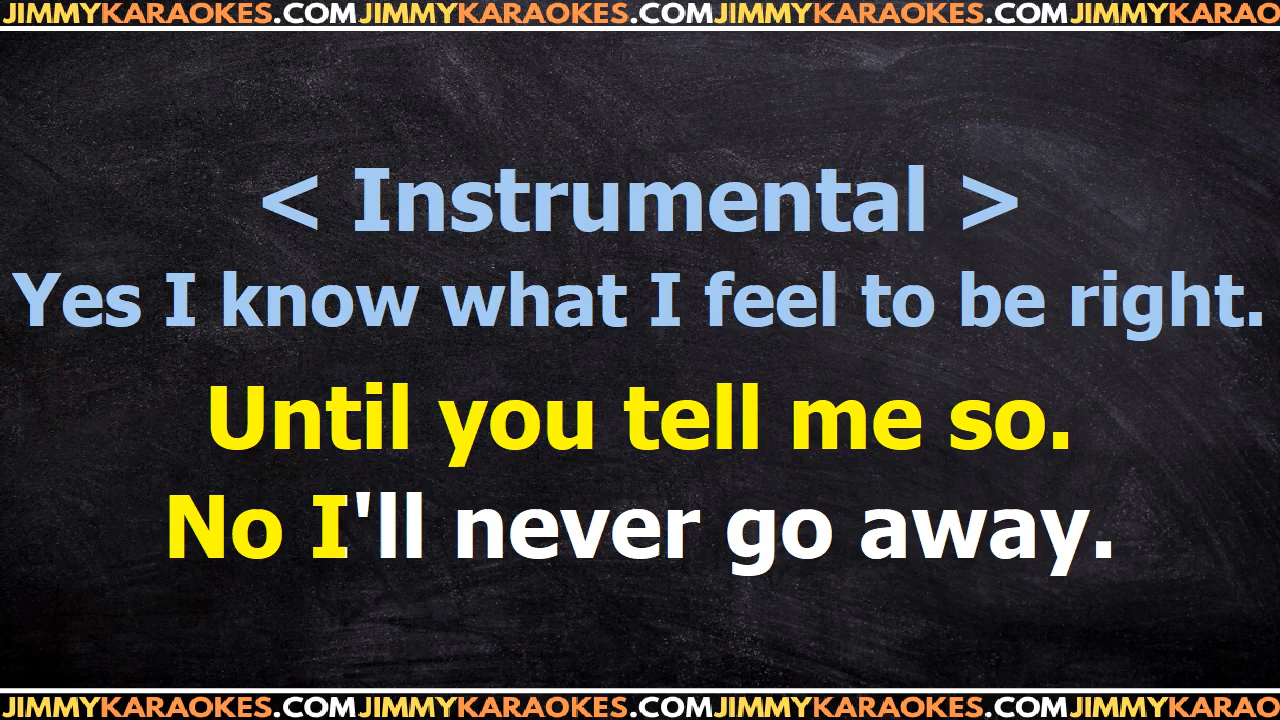 JIMMYKARAOKES.COMJIMMYKARAOKES.COMJIMMYKARAOKES.COMJIMMYKARAO
< Instrumental >
Yes I know what I feel to be right.
Until you tell me so.
No I'll never go away.
JIMMYKARAOKES.COMJIMMYKARAOKES.COMJIMMYKARAOKES.COMJIMMYKARAO